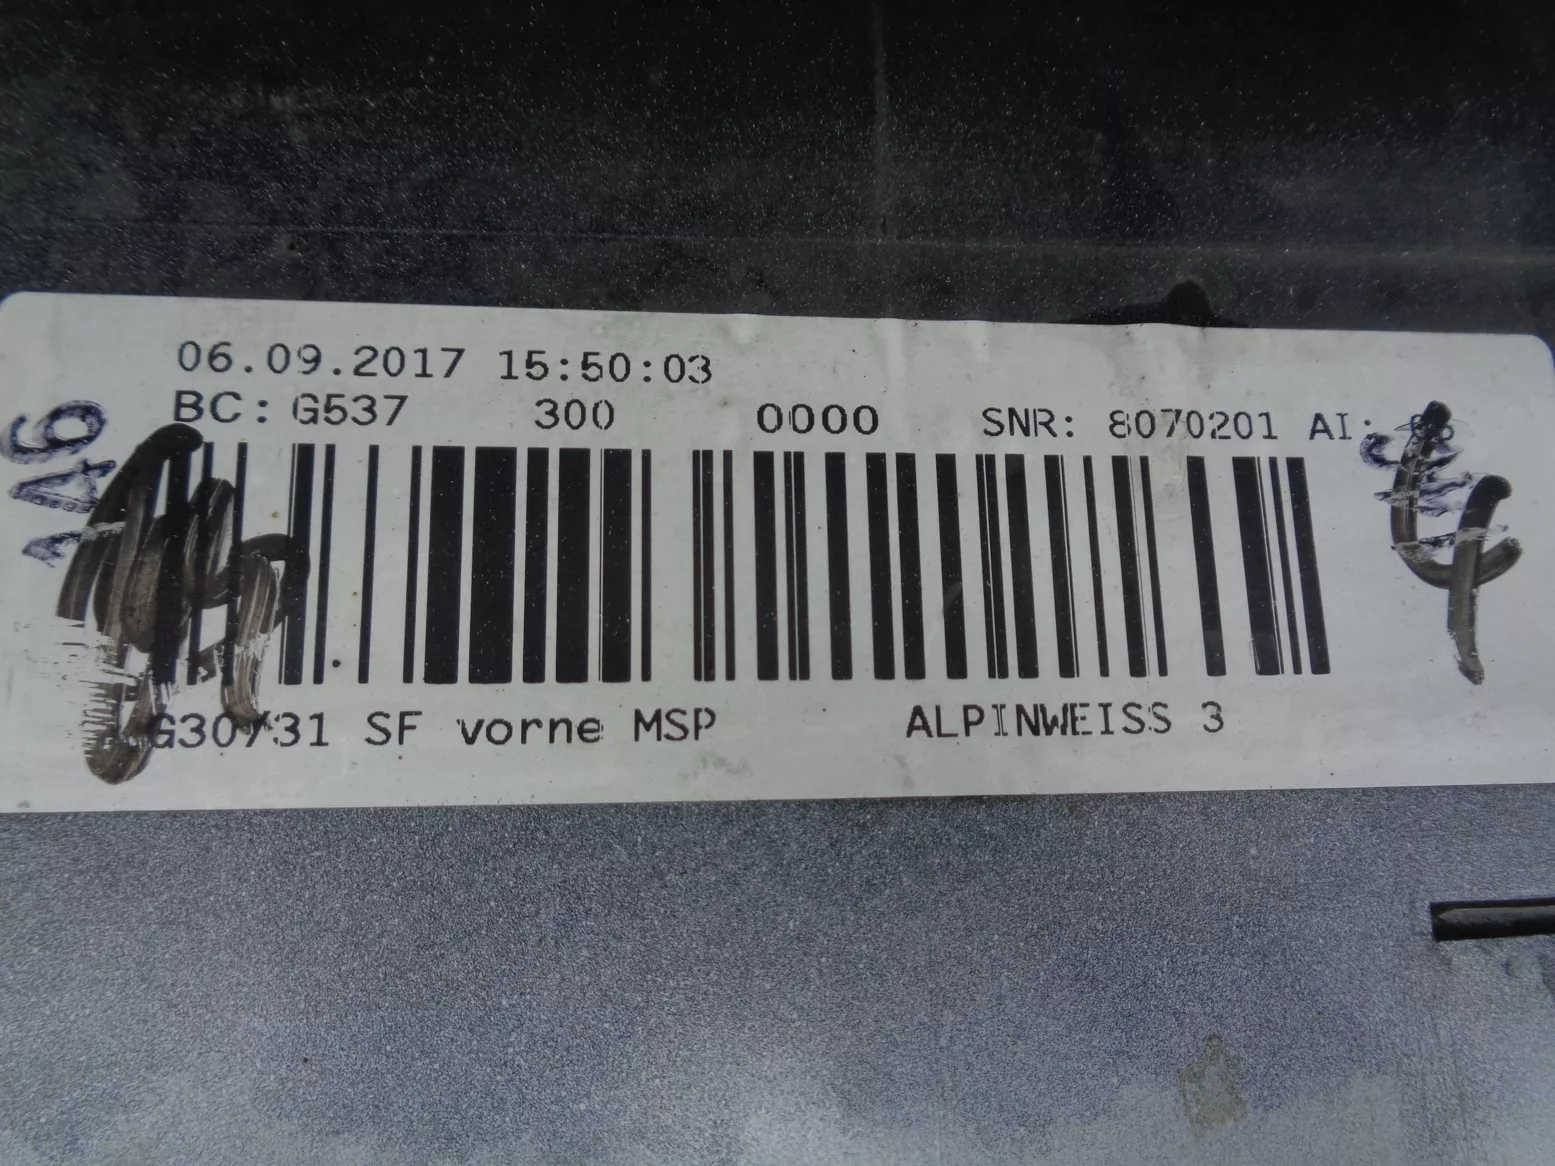 06.09.2017 15:50:03
BC: G537 300 0000 SNR: 8070201 AI:
G30/31 SF vorne MSP ALPINWEISS 3